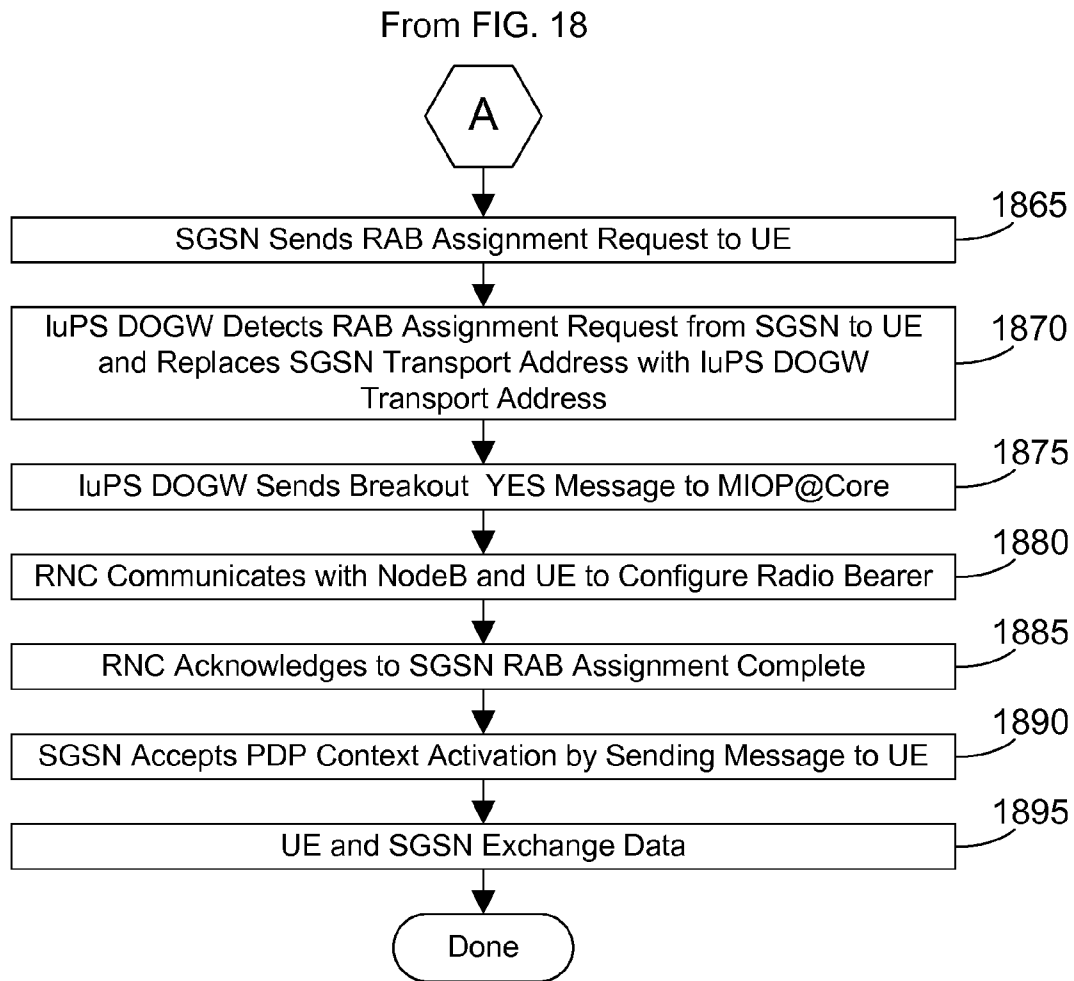 From FIG. 18
A
1865
SGSN Sends RAB Assignment Request to UE
1870
IuPS DOGW Detects RAB Assignment Request from SGSN to UE
and Replaces SGSN Transport Address with IuPS DOGW
Transport Address
1875
IuPS DOGW Sends Breakout YES Message to MIOP@Core
1880
RNC Communicates with NodeB and UE to Configure Radio Bearer
1885
RNC Acknowledges to SGSN RAB Assignment Complete
1890
SGSN Accepts PDP Context Activation by Sending Message to UE
1895
UE and SGSN Exchange Data
Done